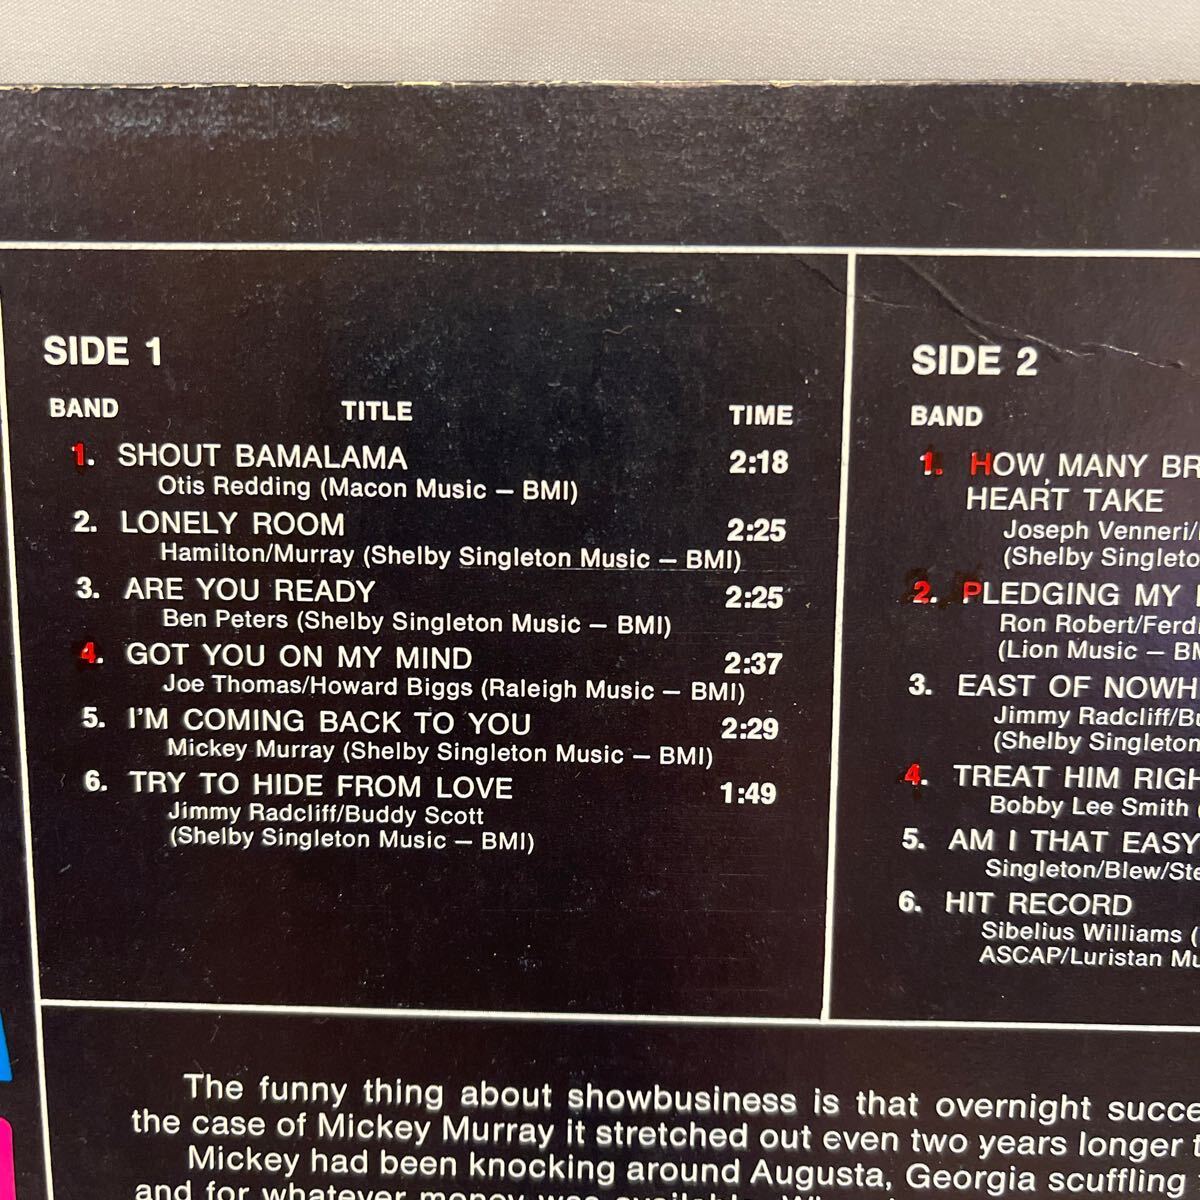 SIDE 1
BAND TITLE TIME
1. SHOUT BAMALAMA 2:18
Otis Redding (Macon Music – BMI)
2. LONELY ROOM 2:25
Hamilton/Murray (Shelby Singleton Music – BMI)
3. ARE YOU READY 2:25
Ben Peters (Shelby Singleton Music – BMI)
4. GOT YOU ON MY MIND 2:37
Joe Thomas/Howard Biggs (Raleigh Music – BMI)
5. I'M COMING BACK TO YOU 2:29
Mickey Murray (Shelby Singleton Music – BMI)
6. TRY TO HIDE FROM LOVE 1:49
Jimmy Radcliff/Buddy Scott
(Shelby Singleton Music – BMI)
SIDE 2
BAND
1. HOW MANY BR
HEART TAKE
Joseph Venneri/
(Shelby Singleto
2. PLEDGING MY
Ron Robert/Ferdi
(Lion Music – BM
3. EAST OF NOWH
Jimmy Radcliff/Bu
(Shelby Singleton
4. TREAT HIM RIGH
Bobby Lee Smith (
5. AM I THAT EASY
Singleton/Blew/Ste
6. HIT RECORD
Sibelius Williams (
ASCAP/Luristan Mu
The funny thing about showbusiness is that overnight succe
the case of Mickey Murray it stretched out even two years longer t
Mickey had been knocking around Augusta, Georgia scuffling
and for whatever money was available.